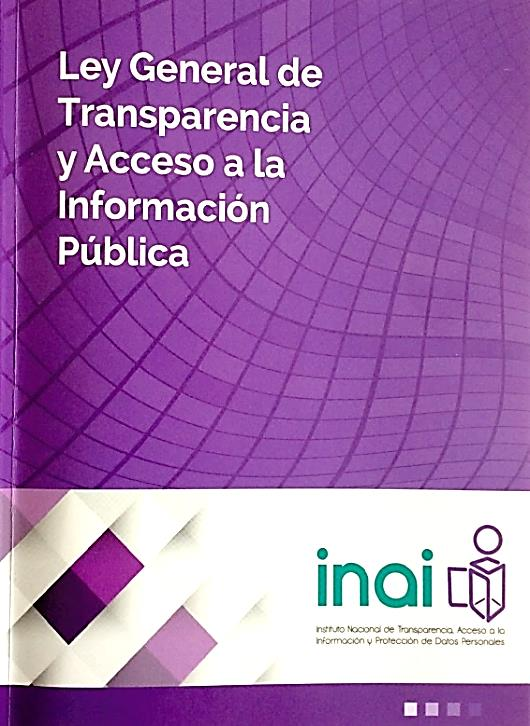 Ley General de
Transparencia
y Acceso a la
Información
Pública
inai
Instituto Nacional de Transparencia, Acceso a la
Información y Protección de Datos Personales